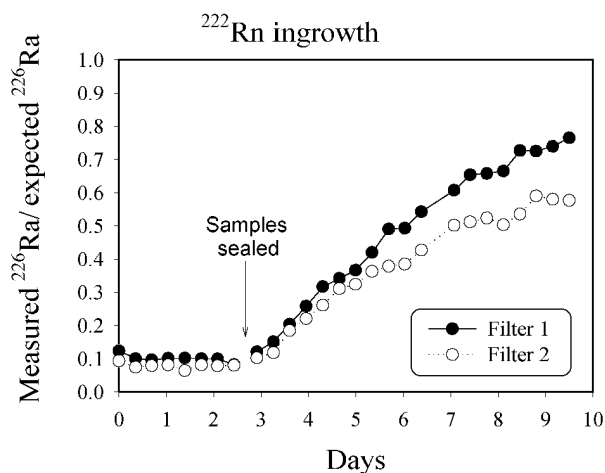 ²²²Rn ingrowth
Measured ²²⁶Ra/ expected ²²⁶Ra
1.0
0.9
0.8
0.7
0.6
0.5
0.4
0.3
0.2
0.1
0.0
Samples
sealed
Filter 1
Filter 2
0 1 2 3 4 5 6 7 8 9 10
Days